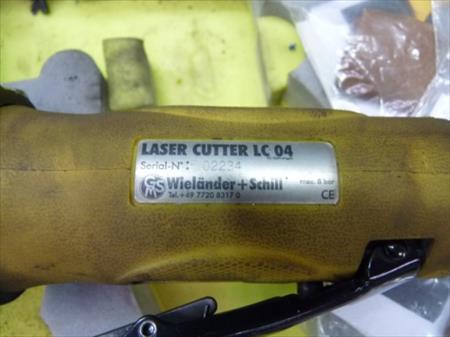 LASER CUTTER LC 04
Serial-N°: 02234
Wieländer+Schill
max. 8 bar
Tel.+49 7720 8317 0
CE